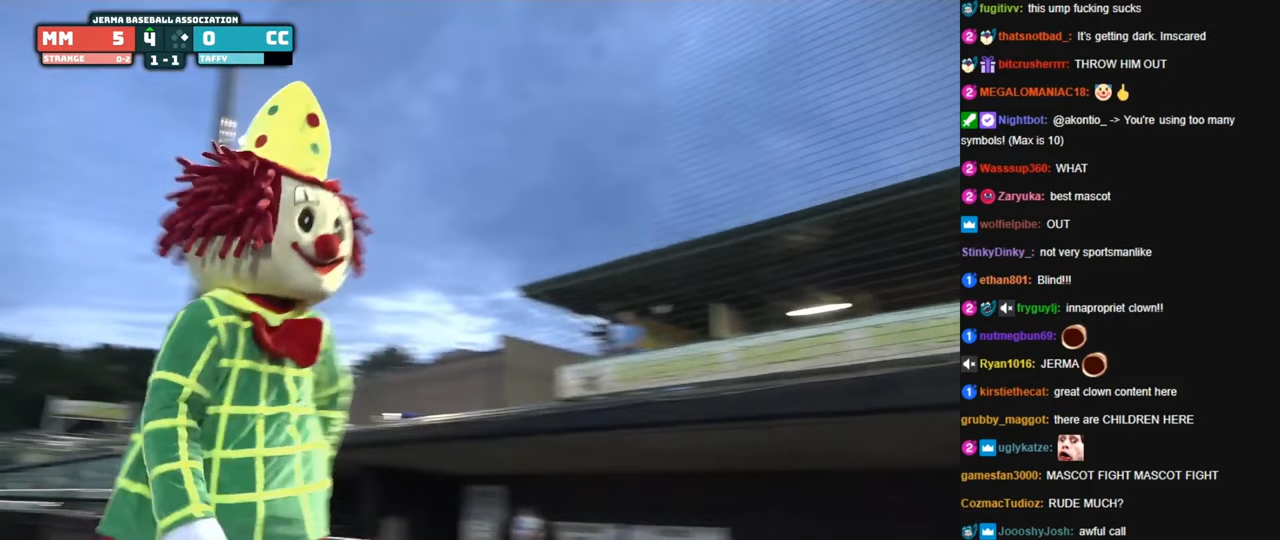 JERMA BASEBALL ASSOCIATION
MM 5 4 0 CC
STRANGE 0-2 1 - 1 TAFFY
fugitivv: this ump fucking sucks
2 thatsnotbad_: It's getting dark. Imscared
bitcrusherrrr: THROW HIM OUT
2 MEGALOMANIAC18: 🤡🖕
Nightbot: @akontio_ -> You're using too many
symbols! (Max is 10)
2 Wasssup360: WHAT
2 Zaryuka: best mascot
wolfielpibe: OUT
StinkyDinky_: not very sportsmanlike
1 ethan801: Blind!!!
2 fryguylj: innapropriet clown!!
1 nutmegbun69:
Ryan1016: JERMA
1 kirstiethecat: great clown content here
grubby_maggot: there are CHILDREN HERE
2 uglykatze:
gamesfan3000: MASCOT FIGHT MASCOT FIGHT
CozmacTudioz: RUDE MUCH?
JoooshyJosh: awful call